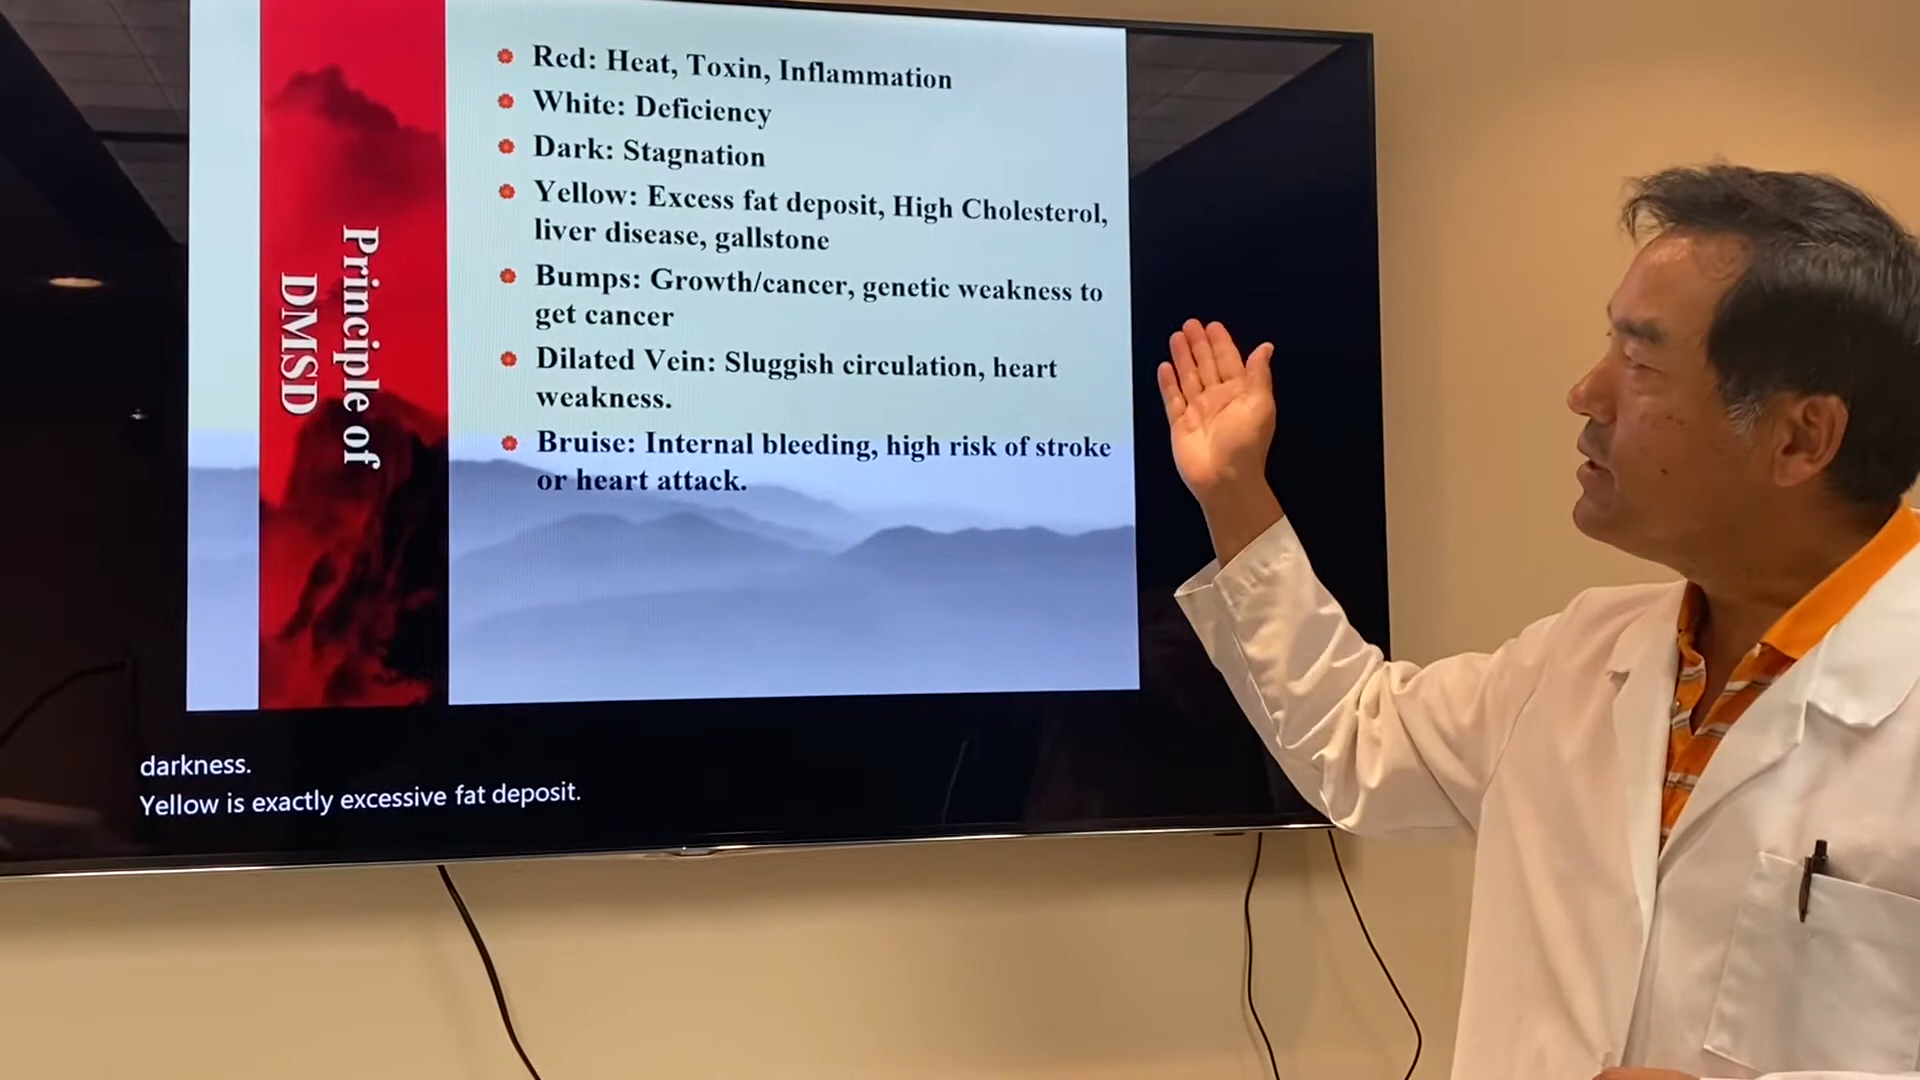 Principle of
DMSD
Red: Heat, Toxin, Inflammation
White: Deficiency
Dark: Stagnation
Yellow: Excess fat deposit, High Cholesterol,
liver disease, gallstone
Bumps: Growth/cancer, genetic weakness to
get cancer
Dilated Vein: Sluggish circulation, heart
weakness.
Bruise: Internal bleeding, high risk of stroke
or heart attack.
darkness.
Yellow is exactly excessive fat deposit.